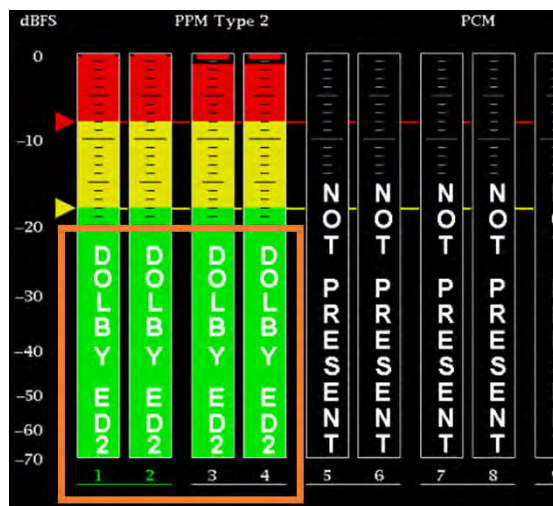 dBFS PPM Type 2 PCM
0
-10
-20
-30
-40
-50
-60
-70
DOLBY ED2
DOLBY ED2
DOLBY ED2
DOLBY ED2
NOT PRESENT
NOT PRESENT
NOT PRESENT
NOT PRESENT
1 2 3 4 5 6 7 8